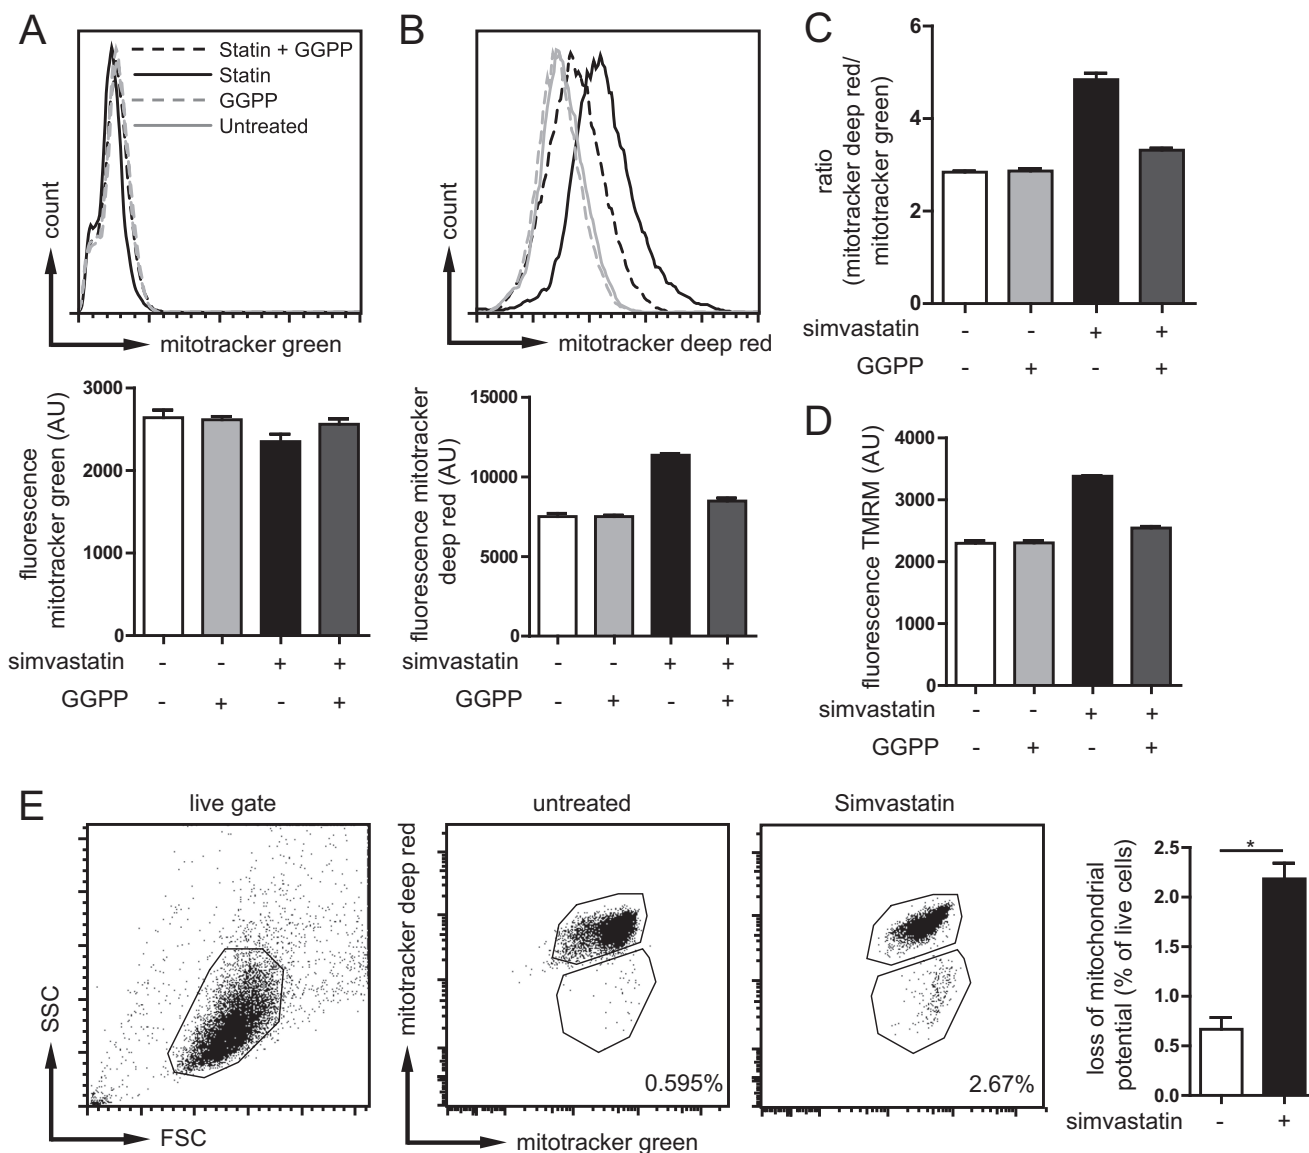 A
Statin + GGPP
Statin
GGPP
Untreated
count
mitotracker green
3000
2000
1000
0
fluorescence
mitotracker green (AU)
simvastatin - - + +
GGPP - + - +
B
count
mitotracker deep red
15000
10000
5000
0
fluorescence mitotracker
deep red (AU)
simvastatin - - + +
GGPP - + - +
C
6
4
2
0
ratio
(mitotracker deep red/
mitotracker green)
simvastatin - - + +
GGPP - + - +
D
4000
3000
2000
1000
0
fluorescence TMRM (AU)
simvastatin - - + +
GGPP - + - +
E
live gate
SSC
FSC
untreated
mitotracker deep red
0.595%
mitotracker green
Simvastatin
2.67%
2.5
2.0
1.5
1.0
0.5
0.0
loss of mitochondrial
potential (% of live cells)
*
simvastatin - +